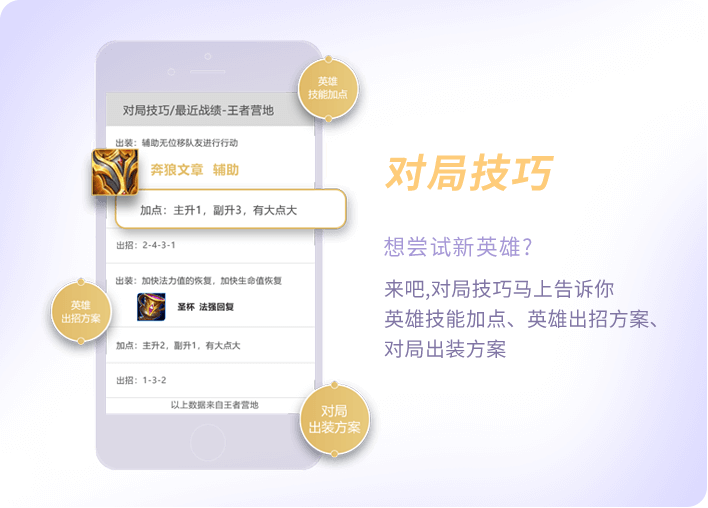 英雄
技能加点
对局技巧/最近战绩-王者营地
出装：辅助无位移队友进行行动
奔狼文章 辅助
加点：主升1，副升3，有大点大
出招：2-4-3-1
出装：加快法力值的恢复，加快生命值恢复
圣杯 法强回复
英雄
出招方案
加点：主升2，副升1，有大点大
出招：1-3-2
以上数据来自王者营地
对局
出装方案
对局技巧
想尝试新英雄?
来吧,对局技巧马上告诉你
英雄技能加点、英雄出招方案、
对局出装方案